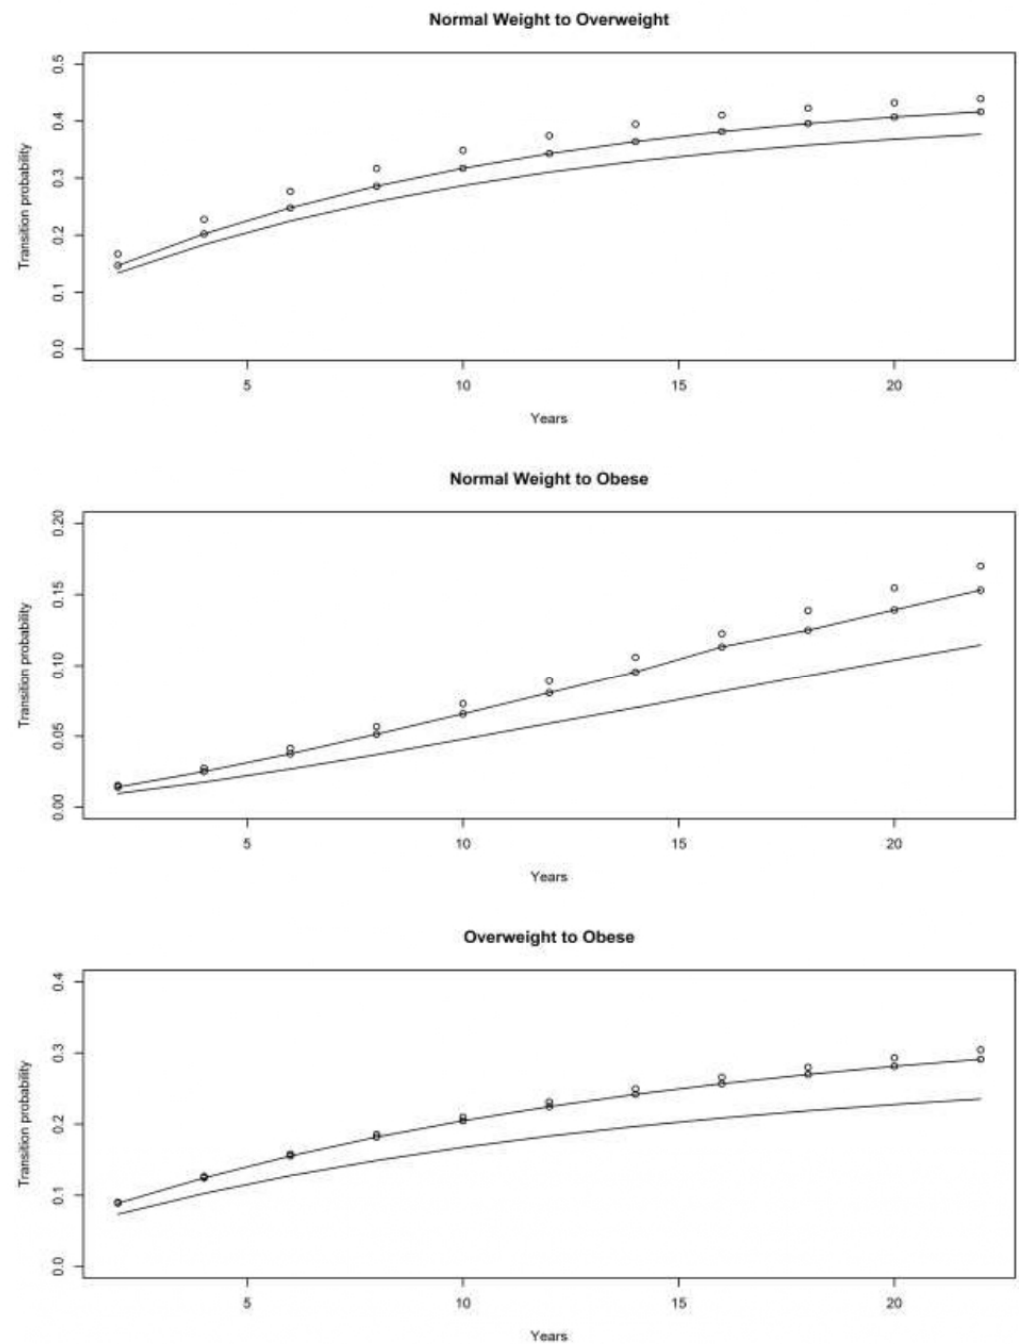 Normal Weight to Overweight
Transition probability
0.5
0.4
0.3
0.2
0.1
0.0
5 10 15 20
Years
Normal Weight to Obese
Transition probability
0.20
0.15
0.10
0.05
0.00
5 10 15 20
Years
Overweight to Obese
Transition probability
0.4
0.3
0.2
0.1
0.0
5 10 15 20
Years